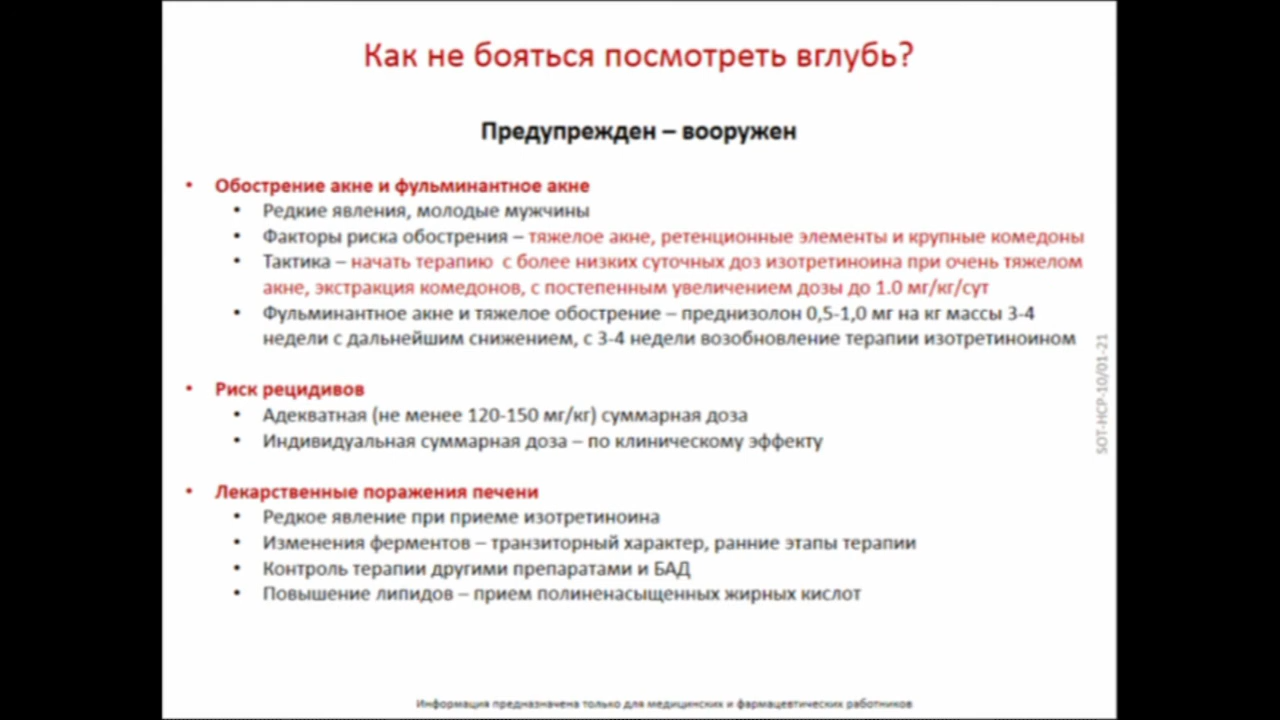 Как не бояться посмотреть вглубь?
Предупрежден – вооружен
• Обострение акне и фульминантное акне
• Редкие явления, молодые мужчины
• Факторы риска обострения – тяжелое акне, ретенционные элементы и крупные комедоны
• Тактика – начать терапию с более низких суточных доз изотретиноина при очень тяжелом
акне, экстракция комедонов, с постепенным увеличением дозы до 1.0 мг/кг/сут
• Фульминантное акне и тяжелое обострение – преднизолон 0,5-1,0 мг на кг массы 3-4
недели с дальнейшим снижением, с 3-4 недели возобновление терапии изотретиноином
• Риск рецидивов
• Адекватная (не менее 120-150 мг/кг) суммарная доза
• Индивидуальная суммарная доза – по клиническому эффекту
• Лекарственные поражения печени
• Редкое явление при приеме изотретиноина
• Изменения ферментов – транзиторный характер, ранние этапы терапии
• Контроль терапии другими препаратами и БАД
• Повышение липидов – прием полиненасыщенных жирных кислот
SOT-HCP-10/01-21
Информация предназначена только для медицинских и фармацевтических работников